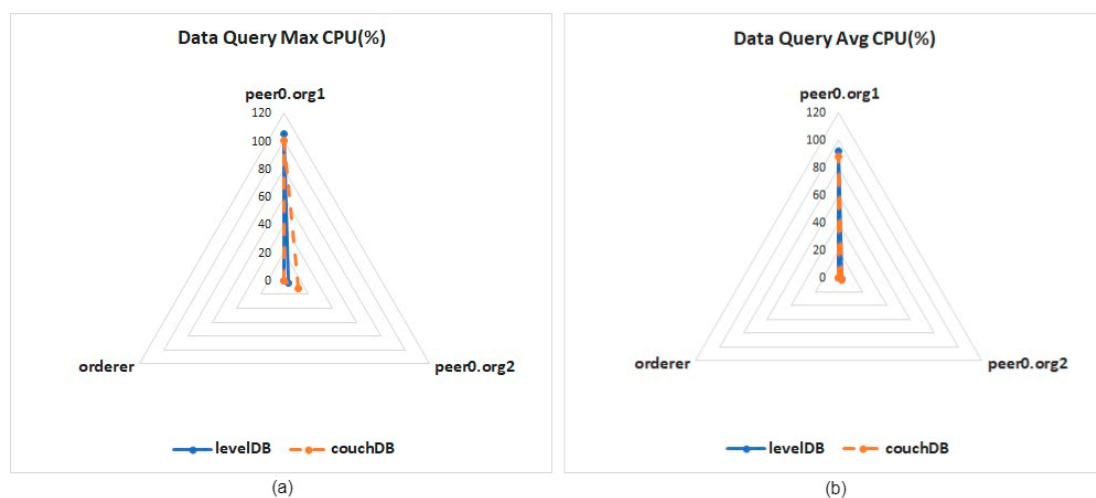 Data Query Max CPU(%)
peer0.org1
120
100
80
60
40
20
0
orderer
peer0.org2
levelDB
couchDB
(a)
Data Query Avg CPU(%)
peer0.org1
120
100
80
60
40
20
0
orderer
peer0.org2
levelDB
couchDB
(b)